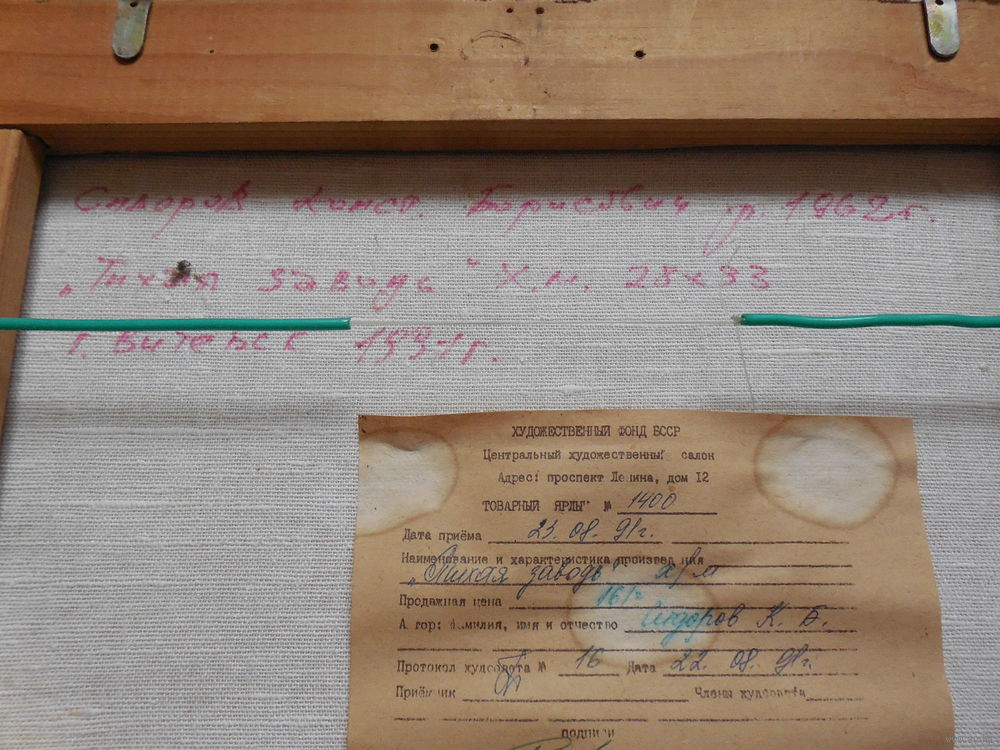 Сидоров Конст. Борисович г.р. 1962 г.
„Тихая заводь" Х.м. 28х33
г. Витебск 1991 г.
ХУДОЖЕСТВЕННЫЙ ФОНД БССР
Центральный художественный салон
Адрес: проспект Ленина, дом 12
ТОВАРНЫЙ ЯРЛЫК № 1400
Дата приёма 23.08.91г.
Наименование и характеристика произведения
„Тихая заводь" х/м
Продажная цена
Автор: фамилия, имя и отчество Сидоров К. Б.
Протокол худсовета № 16 Дата 22.08.91г.
Приёмщик Члены худсовета
подписи